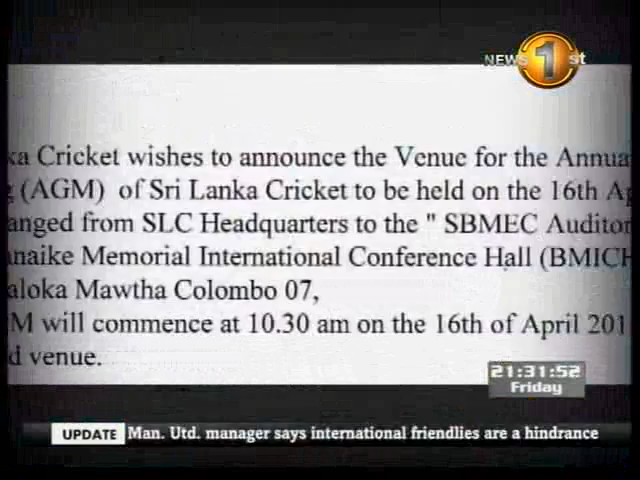 NEWS 1st
ka Cricket wishes to announce the Venue for the Annua
g (AGM) of Sri Lanka Cricket to be held on the 16th Ap
anged from SLC Headquarters to the " SBMEC Auditor
anaike Memorial International Conference Hall (BMICH
aloka Mawtha Colombo 07,
M will commence at 10.30 am on the 16th of April 201
d venue.
21:31:52
Friday
UPDATE Man. Utd. manager says international friendlies are a hindrance